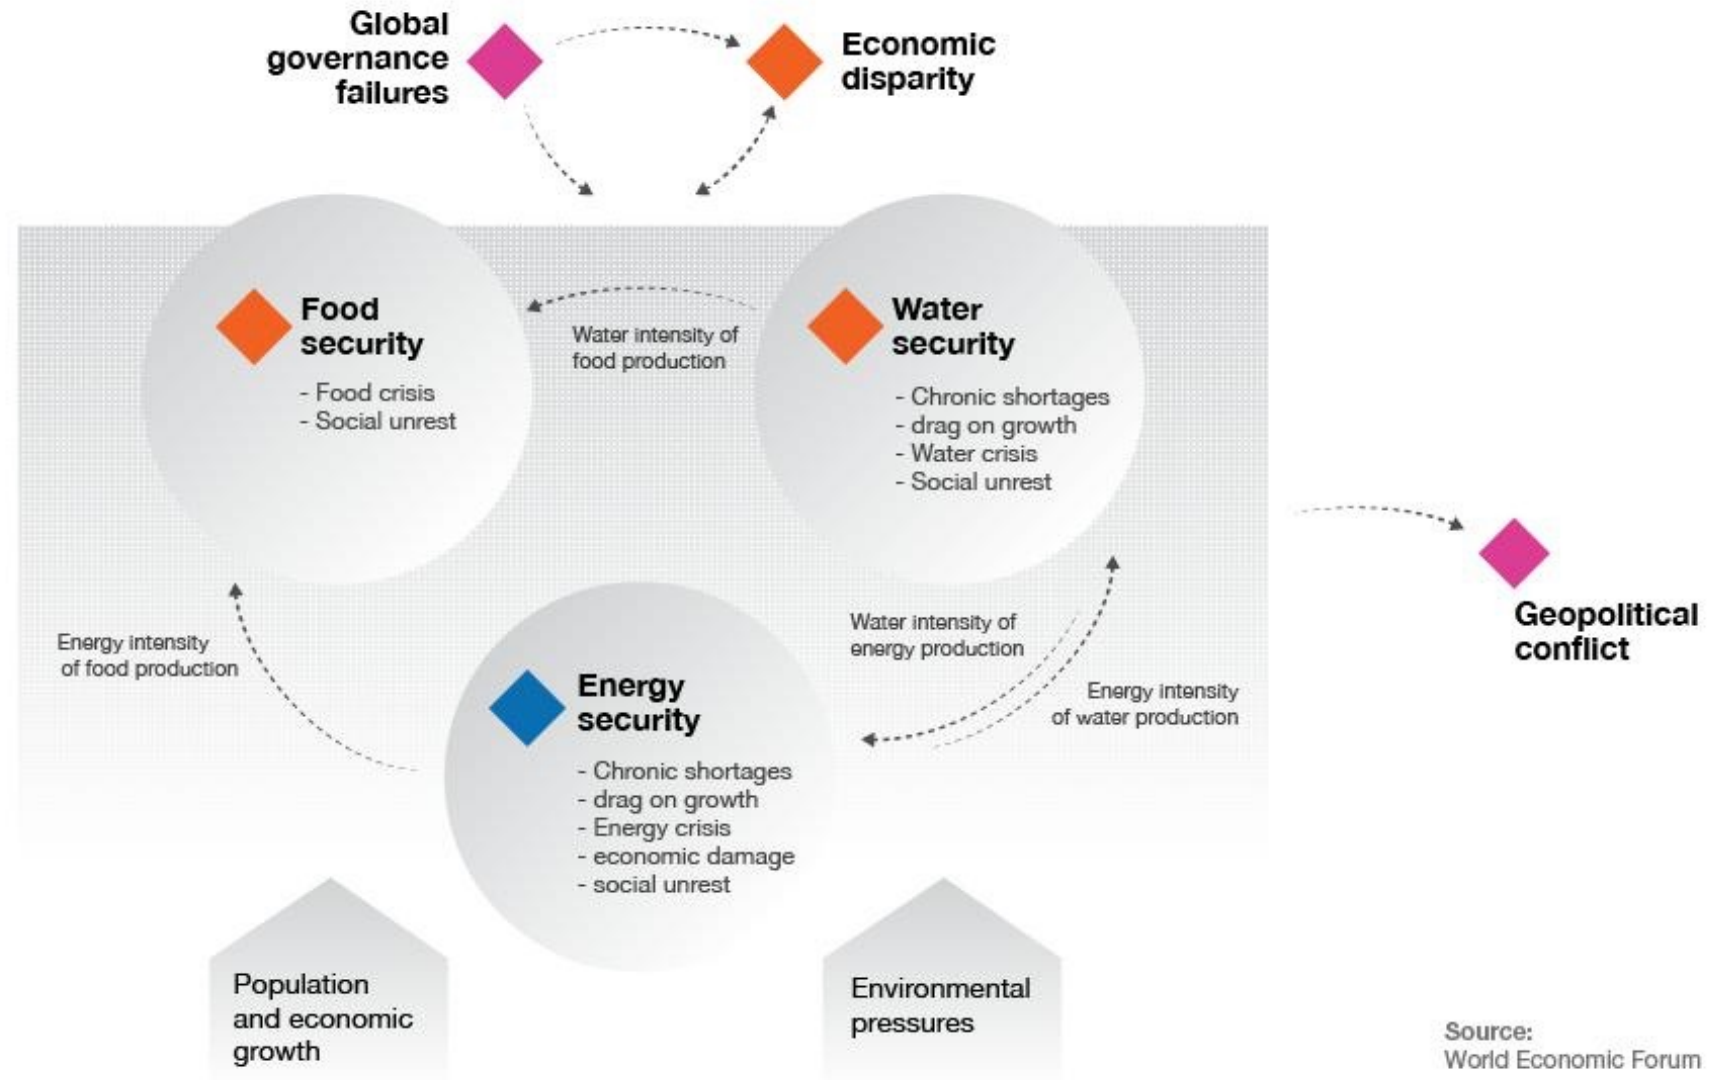 Global
governance
failures
Economic
disparity
Food
security
- Food crisis
- Social unrest
Water intensity of
food production
Water
security
- Chronic shortages
- drag on growth
- Water crisis
- Social unrest
Energy intensity
of food production
Water intensity of
energy production
Energy intensity
of water production
Geopolitical
conflict
Energy
security
- Chronic shortages
- drag on growth
- Energy crisis
- economic damage
- social unrest
Population
and economic
growth
Environmental
pressures
Source:
World Economic Forum